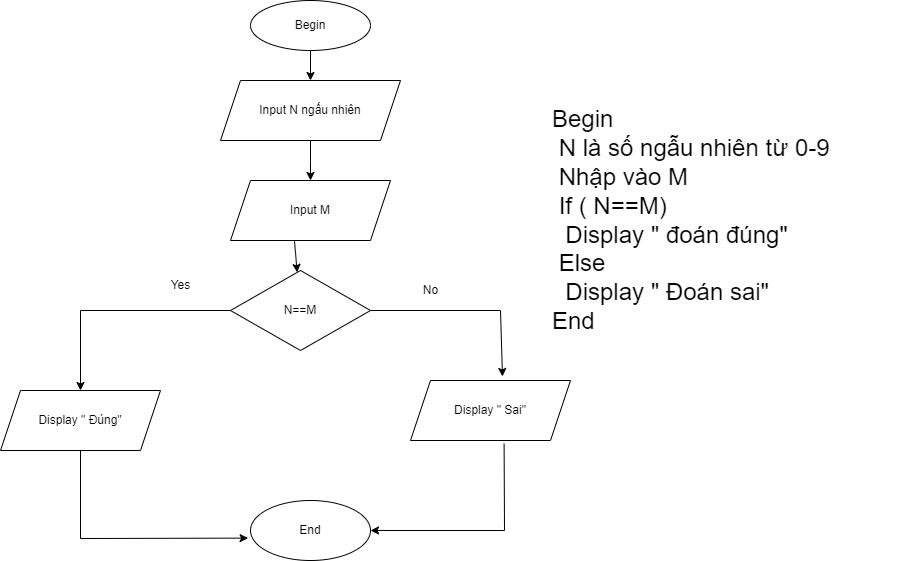 Begin
Input N ngấu nhiên
Input M
N==M
Yes
No
Display " Đúng"
Display " Sai"
End
Begin
N là số ngẫu nhiên từ 0-9
Nhập vào M
If ( N==M)
Display " đoán đúng"
Else
Display " Đoán sai"
End